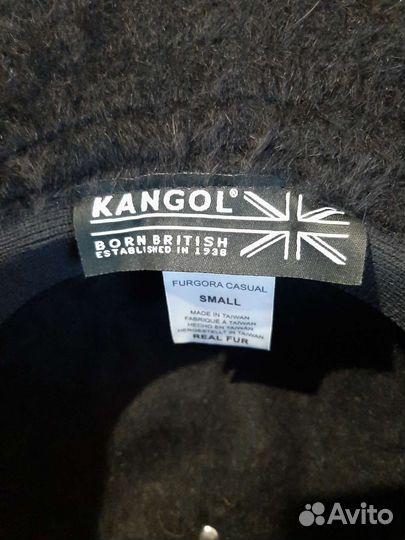 KANGOL®
BORN BRITISH
ESTABLISHED IN 1938
FURGORA CASUAL
SMALL
MADE IN TAIWAN
FABRIQUE A TAIWAN
HECHO EN TAIWAN
HERGESTELLT IN TAIWAN
REAL FUR
Avito